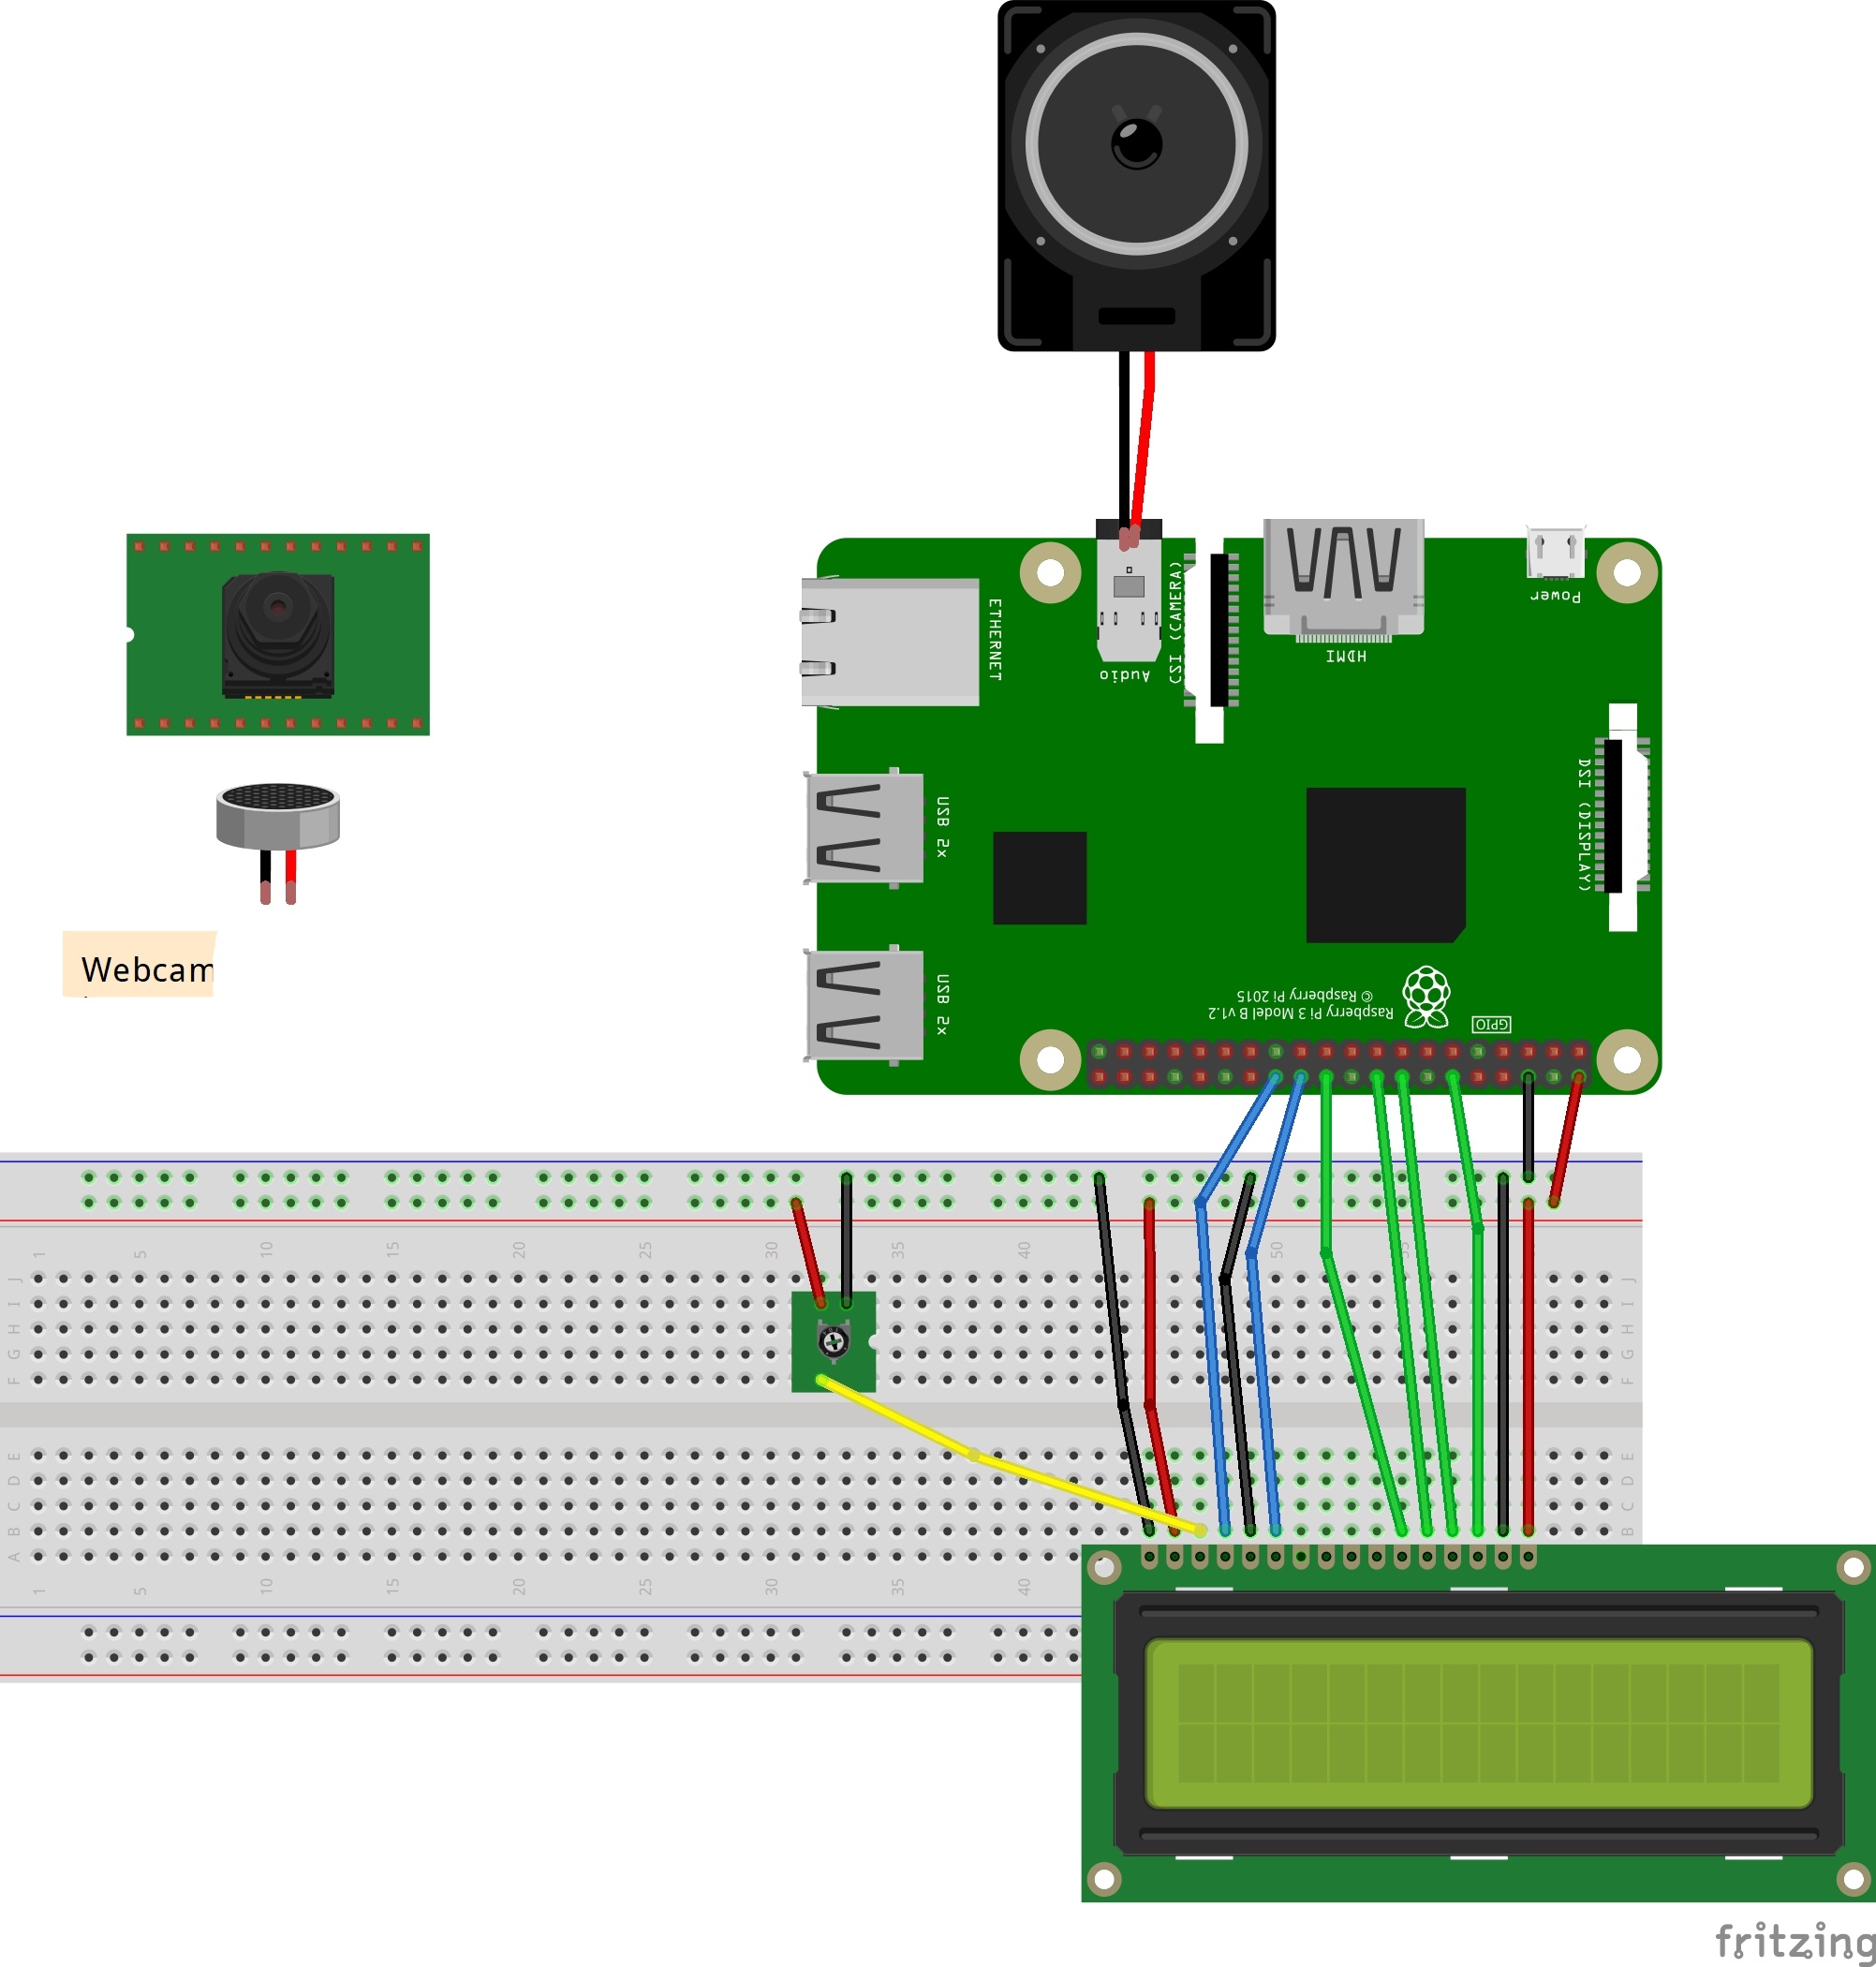 ETHERNET
Audio
CSI (CAMERA)
HDMI
Power
USB 2x
DSI (DISPLAY)
Webcam
USB 2x
© Raspberry Pi 2015
Raspberry Pi 3 Model B v1.2
GPIO
1 5 10 15 20 25 30 35 40 50 55
J J
I I
H H
G G
F F
E E
D D
C C
B B
A
1 5 10 15 20 25 30 35 40
fritzing